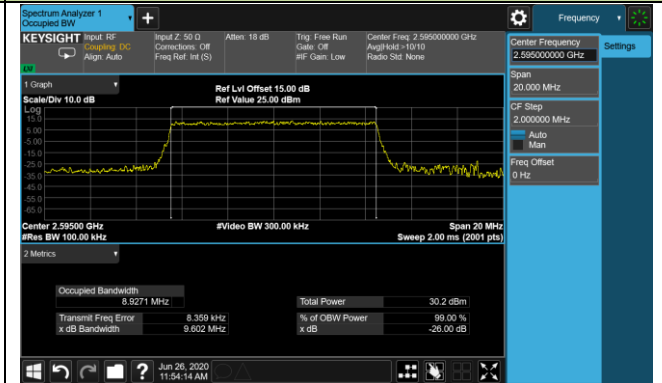 Spectrum Analyzer 1
Occupied BW
+
Frequency
KEYSIGHT
Input: RF
Coupling: DC
Align: Auto
Input Z: 50 Ω
Corrections: Off
Freq Ref: Int (S)
Atten: 18 dB
Trig: Free Run
Gate: Off
#IF Gain: Low
Center Freq: 2.595000000 GHz
Avg|Hold:>10/10
Radio Std: None
Center Frequency
2.595000000 GHz
Settings
Span
20.000 MHz
CF Step
2.000000 MHz
Auto
Man
Freq Offset
0 Hz
1 Graph
Scale/Div 10.0 dB
Ref Lvl Offset 15.00 dB
Ref Value 25.00 dBm
Log
15.0
5.00
-5.00
-15.0
-25.0
-35.0
-45.0
-55.0
-65.0
Center 2.59500 GHz
#Res BW 100.00 kHz
#Video BW 300.00 kHz
Span 20 MHz
Sweep 2.00 ms (2001 pts)
2 Metrics
Occupied Bandwidth
8.9271 MHz
Total Power 30.2 dBm
Transmit Freq Error 8.359 kHz
% of OBW Power 99.00 %
x dB Bandwidth 9.602 MHz
x dB -26.00 dB
?
Jun 26, 2020
11:54:14 AM